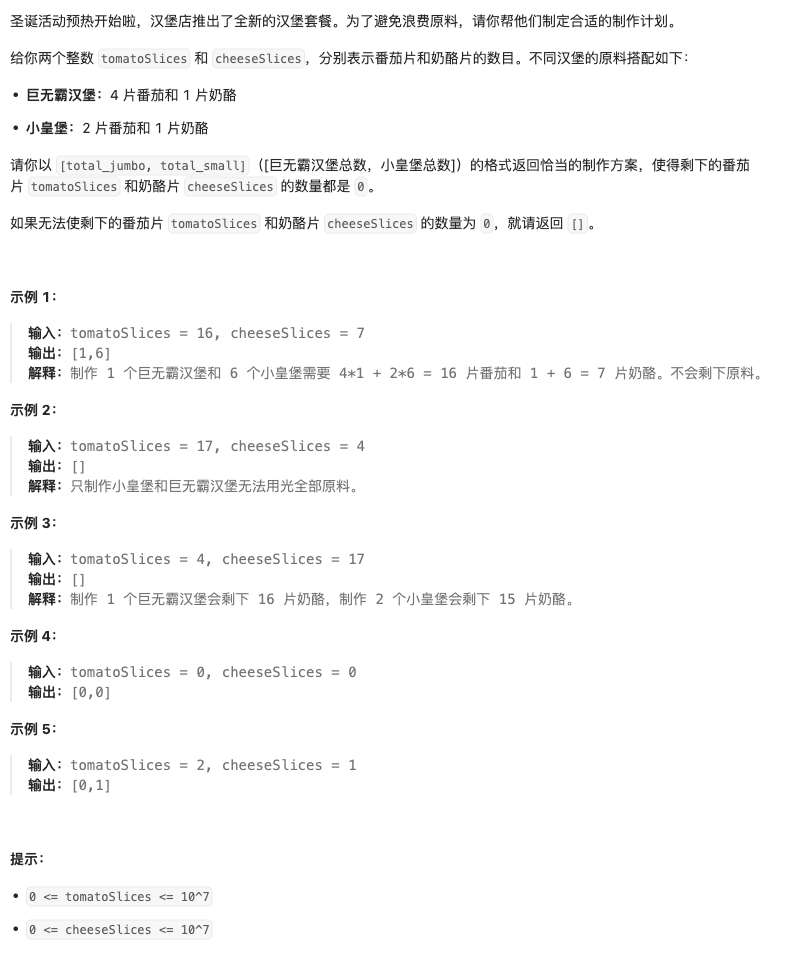 圣诞活动预热开始啦，汉堡店推出了全新的汉堡套餐。为了避免浪费原料，请你帮他们制定合适的制作计划。
给你两个整数 tomatoSlices 和 cheeseSlices，分别表示番茄片和奶酪片的数目。不同汉堡的原料搭配如下：
• 巨无霸汉堡：4 片番茄和 1 片奶酪
• 小皇堡：2 片番茄和 1 片奶酪
请你以 [total_jumbo, total_small]（[巨无霸汉堡总数，小皇堡总数]）的格式返回恰当的制作方案，使得剩下的番茄
片 tomatoSlices 和奶酪片 cheeseSlices 的数量都是 0。
如果无法使剩下的番茄片 tomatoSlices 和奶酪片 cheeseSlices 的数量为 0，就请返回 []。
示例 1：
输入：tomatoSlices = 16, cheeseSlices = 7
输出：[1,6]
解释：制作 1 个巨无霸汉堡和 6 个小皇堡需要 4*1 + 2*6 = 16 片番茄和 1 + 6 = 7 片奶酪。不会剩下原料。
示例 2：
输入：tomatoSlices = 17, cheeseSlices = 4
输出：[]
解释：只制作小皇堡和巨无霸汉堡无法用光全部原料。
示例 3：
输入：tomatoSlices = 4, cheeseSlices = 17
输出：[]
解释：制作 1 个巨无霸汉堡会剩下 16 片奶酪，制作 2 个小皇堡会剩下 15 片奶酪。
示例 4：
输入：tomatoSlices = 0, cheeseSlices = 0
输出：[0,0]
示例 5：
输入：tomatoSlices = 2, cheeseSlices = 1
输出：[0,1]
提示：
• 0 <= tomatoSlices <= 10^7
• 0 <= cheeseSlices <= 10^7